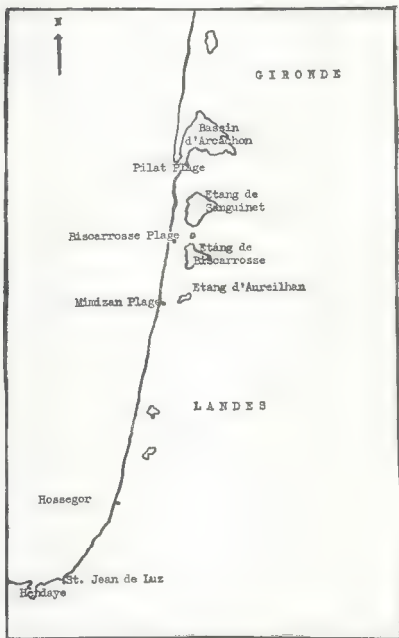 N
GIRONDE
Bassin
d'Arcachon
Pilat Plage
Etang de
Sanguinet
Biscarrosse Plage
Etang de
Biscarrosse
Etang d'Aureilhan
Mimizan Plage
LANDES
Hossegor
St. Jean de Luz
Hendaye